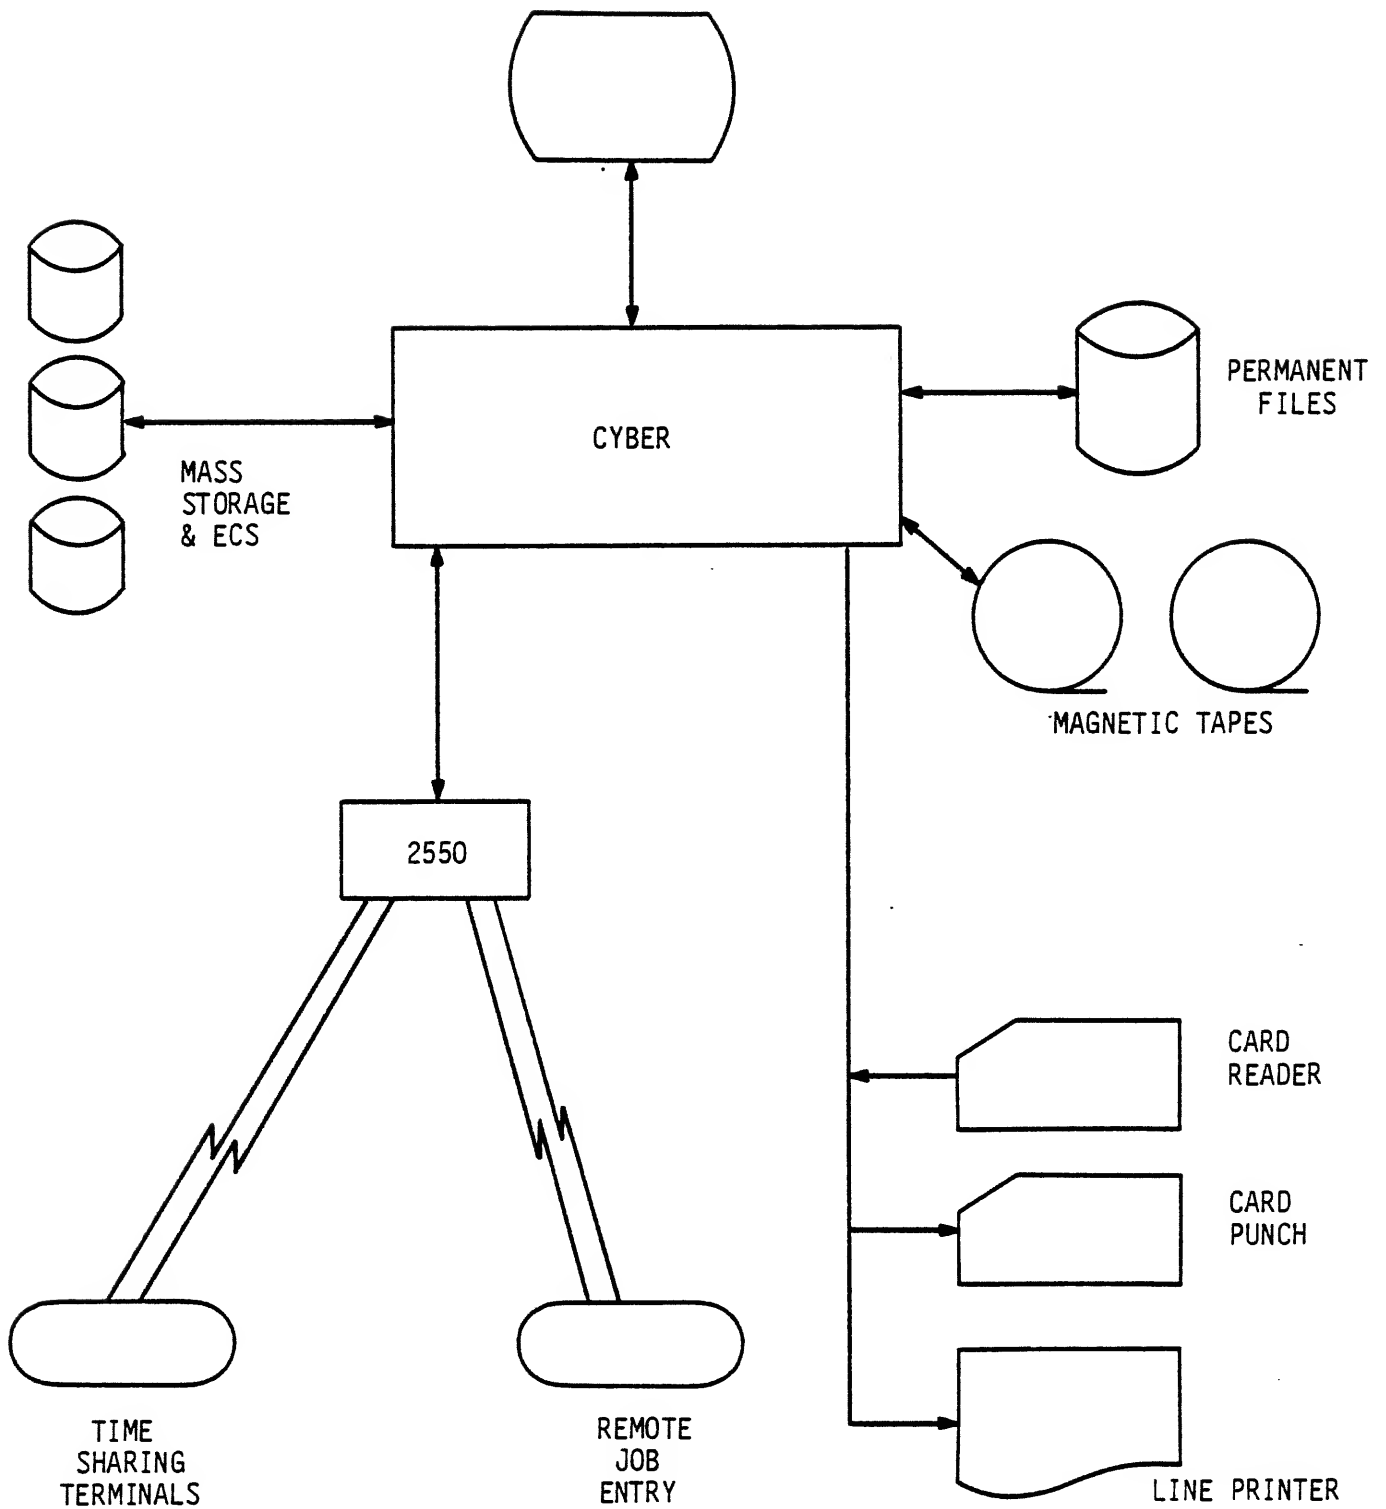 CYBER
PERMANENT
FILES
MASS
STORAGE
& ECS
MAGNETIC TAPES
2550
CARD
READER
CARD
PUNCH
TIME
SHARING
TERMINALS
REMOTE
JOB
ENTRY
LINE PRINTER